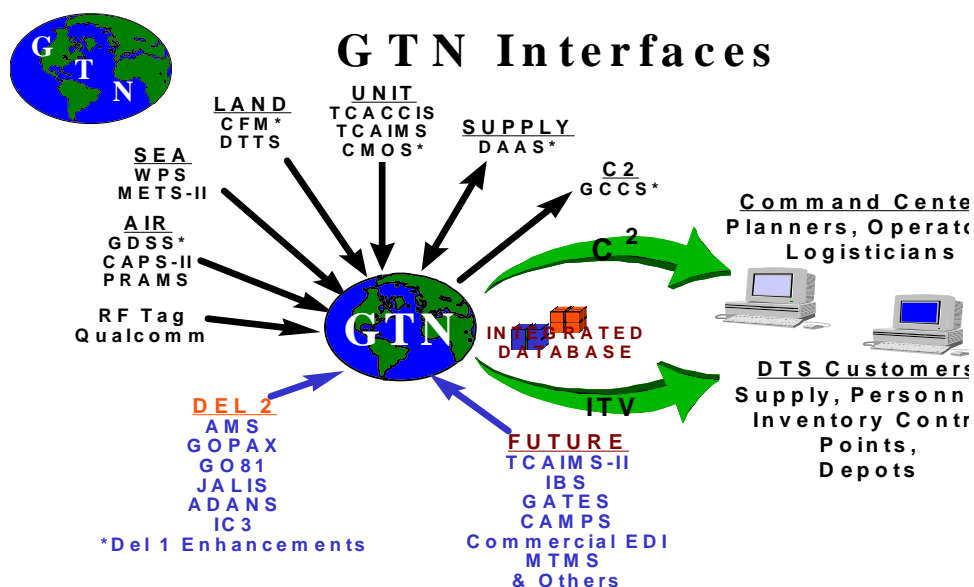 G
T
N
GTN Interfaces
LAND
CFM*
DTTS
UNIT
TCACCIS
TCAIMS
CMOS*
SUPPLY
DAAS*
SEA
WPS
METS-II
C2
GCCS*
AIR
GDSS*
CAPS-II
PRAMS
RF Tag
Qualcomm
GTN
C2
INTEGRATED
DATABASE
ITV
Command Cente
Planners, Operato
Logisticians
DTS Customers
Supply, Personn
Inventory Contr
Points,
Depots
DEL 2
AMS
GOPAX
GO81
JALIS
ADANS
IC3
*Del 1 Enhancements
FUTURE
TCAIMS-II
IBS
GATES
CAMPS
Commercial EDI
MTMS
& Others